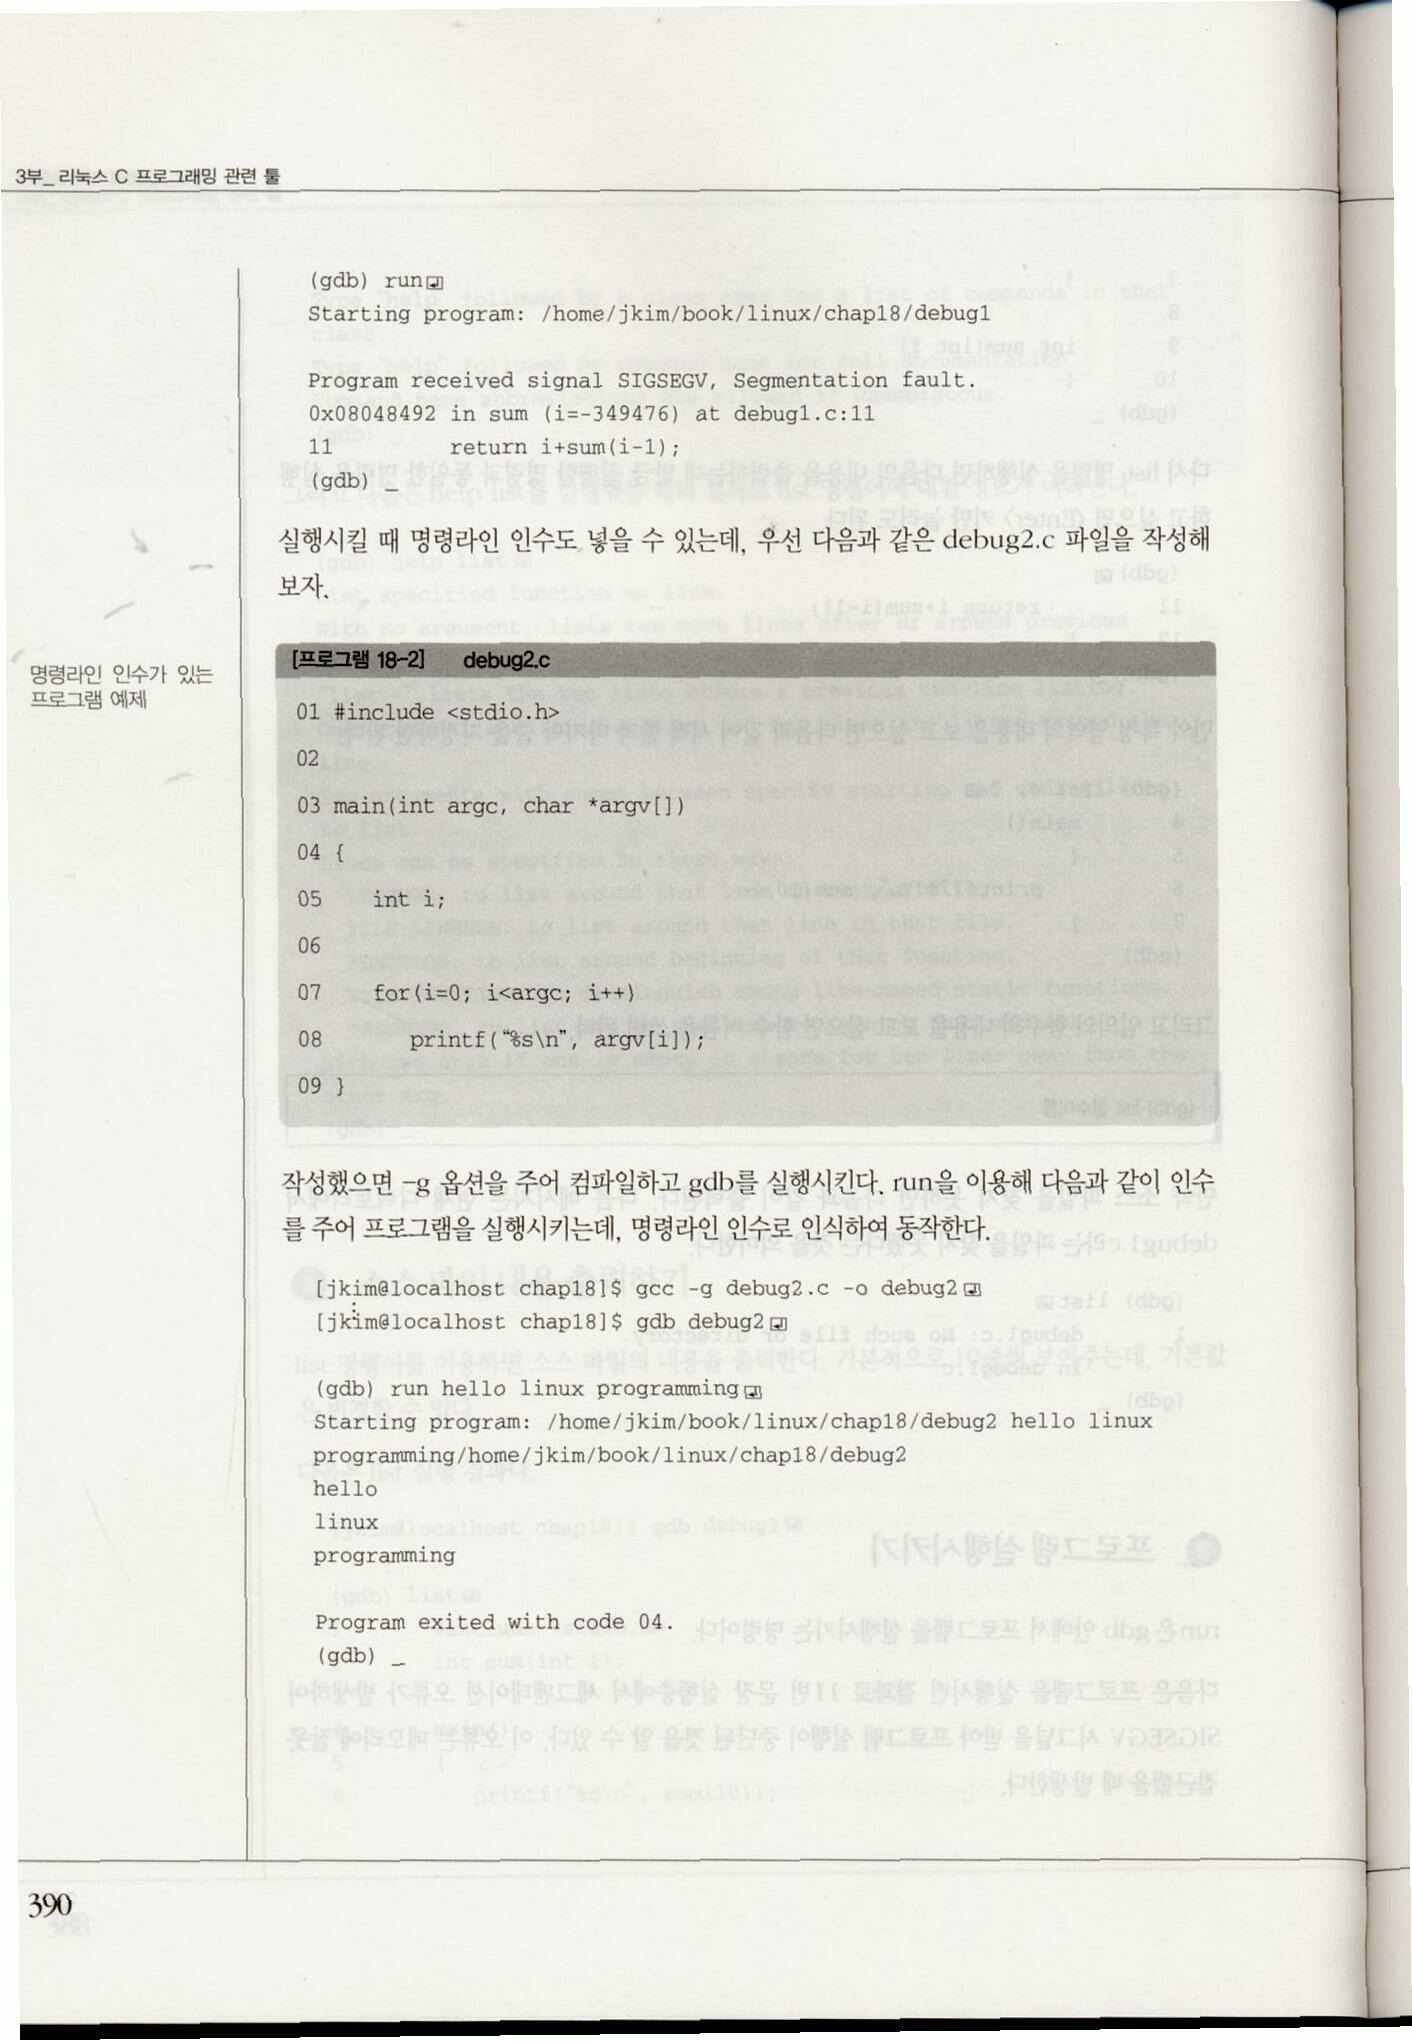 3부_ 리눅스 C 프로그래밍 관련 툴
(gdb) run
Starting program: /home/jkim/book/linux/chap18/debug1
Program received signal SIGSEGV, Segmentation fault.
0x08048492 in sum (i=-349476) at debug1.c:11
11 return i+sum(i-1);
(gdb) _
실행시킬 때 명령라인 인수도 넣을 수 있는데, 우선 다음과 같은 debug2.c 파일을 작성해
보자.
명령라인 인수가 있는
프로그램 예제
[프로그램 18-2] debug2.c
01 #include <stdio.h>
02
03 main(int argc, char *argv[])
04 {
05 int i;
06
07 for(i=0; i<argc; i++)
08 printf("%s\n", argv[i]);
09 }
작성했으면 -g 옵션을 주어 컴파일하고 gdb를 실행시킨다. run을 이용해 다음과 같이 인수
를 주어 프로그램을 실행시키는데, 명령라인 인수로 인식하여 동작한다.
[jkim@localhost chap18]$ gcc -g debug2.c -o debug2
[jkim@localhost chap18]$ gdb debug2
⋮
(gdb) run hello linux programming
Starting program: /home/jkim/book/linux/chap18/debug2 hello linux
programming/home/jkim/book/linux/chap18/debug2
hello
linux
programming
Program exited with code 04.
(gdb) _
390